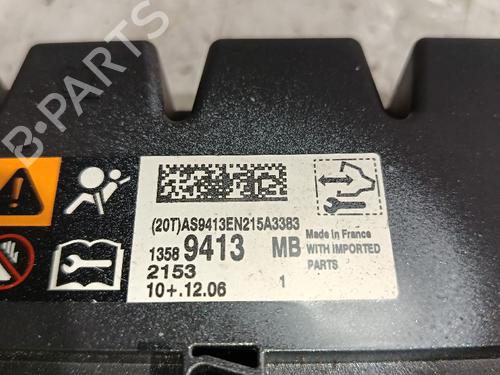 B-PARTS
(20T)AS9413EN215A3383
1358 9413 MB
2153
10+.12.06 1
Made in France
WITH IMPORTED
PARTS